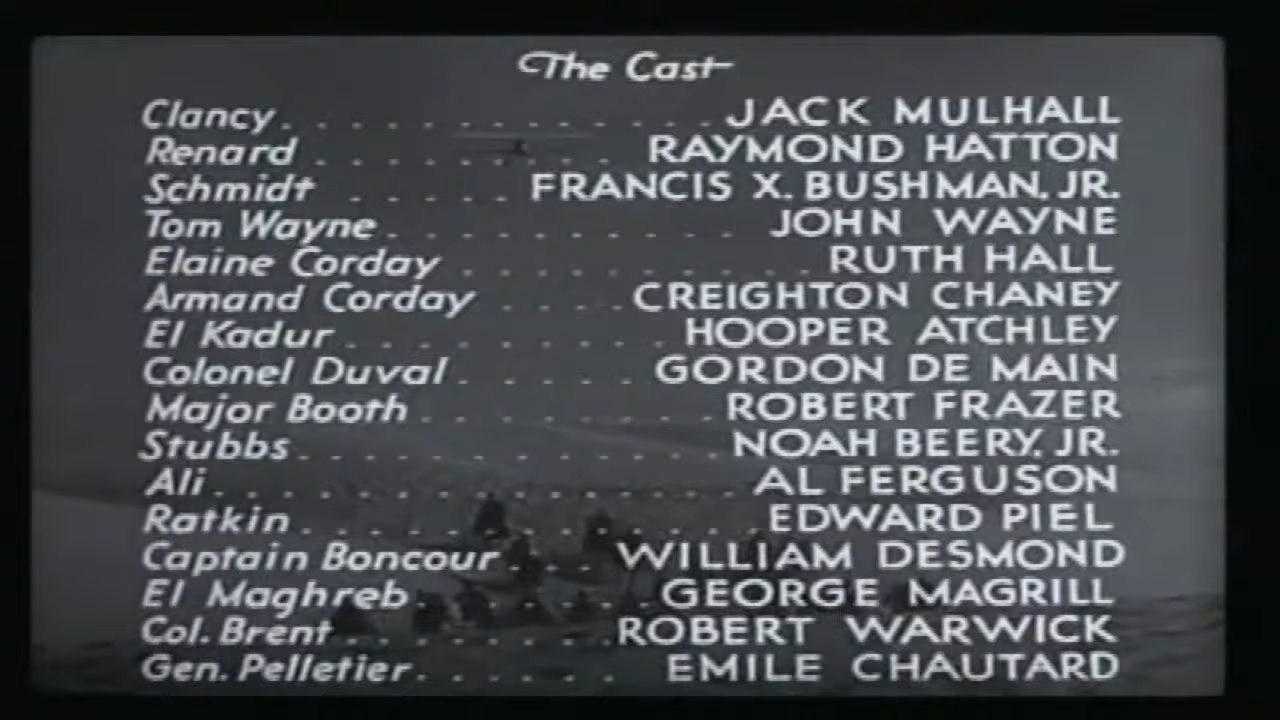 The Cast
Clancy. . . . . . . . . . . . . JACK MULHALL
Renard . . . . . . . . . RAYMOND HATTON
Schmidt . . . . . FRANCIS X. BUSHMAN. JR.
Tom Wayne. . . . . . . . . . JOHN WAYNE
Elaine Corday . . . . . . . . . . RUTH HALL
Armand Corday . . . . CREIGHTON CHANEY
El Kadur. . . . . . . . . HOOPER ATCHLEY
Colonel Duval. . . . . GORDON DE MAIN
Major Booth. . . . . . . . . ROBERT FRAZER
Stubbs. . . . . . . . . . . . NOAH BEERY. JR.
Ali. . . . . . . . . . . . . . . AL FERGUSON
Ratkin. . . . . . . . . . . . . EDWARD PIEL
Captain Boncour. . . WILLIAM DESMOND
El Maghreb. . . . . . . GEORGE MAGRILL
Col. Brent. . . . . . . . ROBERT WARWICK
Gen. Pelletier. . . . . . EMILE CHAUTARD